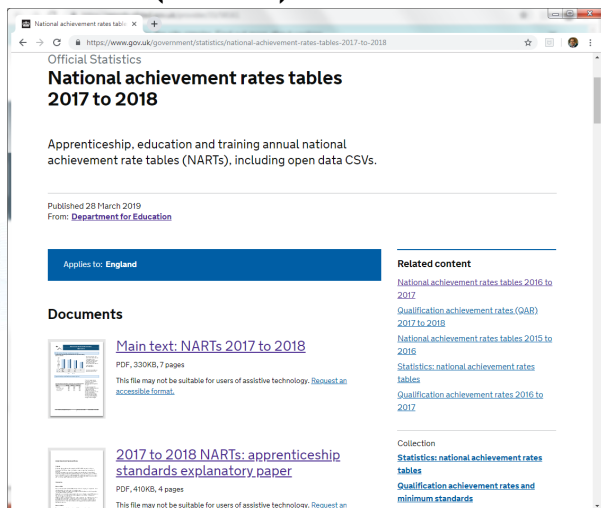 National achievement rates tabl
https://www.gov.uk/government/statistics/national-achievement-rates-tables-2017-to-2018
Official Statistics
National achievement rates tables
2017 to 2018
Apprenticeship, education and training annual national
achievement rate tables (NARTs), including open data CSVs.
Published 28 March 2019
From: Department for Education
Applies to: England
Documents
Main text: NARTs 2017 to 2018
PDF, 330KB, 7 pages
This file may not be suitable for users of assistive technology. Request an
accessible format.
2017 to 2018 NARTs: apprenticeship
standards explanatory paper
PDF, 410KB, 4 pages
This file may not be suitable for users of assistive technology. Request an
Related content
National achievement rates tables 2016 to
2017
Qualification achievement rates (QAR)
2017 to 2018
National achievement rates tables 2015 to
2016
Statistics: national achievement rates
tables
Qualification achievement rates 2016 to
2017
Collection
Statistics: national achievement rates
tables
Qualification achievement rates and
minimum standards